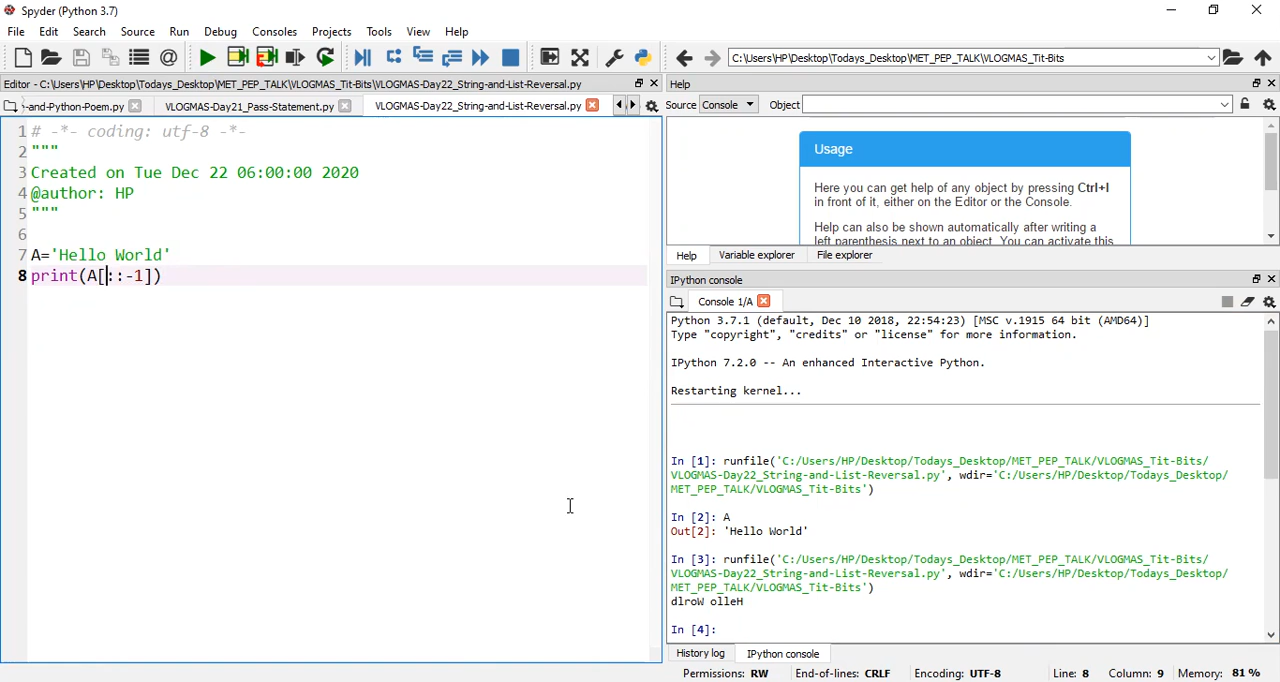 Spyder (Python 3.7)
File Edit Search Source Run Debug Consoles Projects Tools View Help
C:\Users\HP\Desktop\Todays_Desktop\MET_PEP_TALK\VLOGMAS_Tit-Bits
Editor - C:\Users\HP\Desktop\Todays_Desktop\MET_PEP_TALK\VLOGMAS_Tit-Bits\VLOGMAS-Day22_String-and-List-Reversal.py
Help
-and-Python-Poem.py VLOGMAS-Day21_Pass-Statement.py VLOGMAS-Day22_String-and-List-Reversal.py
Source Console Object
1 # -*- coding: utf-8 -*-
2 """
3 Created on Tue Dec 22 06:00:00 2020
4 @author: HP
5 """
6
7 A='Hello World'
8 print(A[::-1])
Usage
Here you can get help of any object by pressing Ctrl+I
in front of it, either on the Editor or the Console.
Help can also be shown automatically after writing a
left parenthesis next to an object. You can activate this
Help Variable explorer File explorer
IPython console
Console 1/A
Python 3.7.1 (default, Dec 10 2018, 22:54:23) [MSC v.1915 64 bit (AMD64)]
Type "copyright", "credits" or "license" for more information.
IPython 7.2.0 -- An enhanced Interactive Python.
Restarting kernel...
In [1]: runfile('C:/Users/HP/Desktop/Todays_Desktop/MET_PEP_TALK/VLOGMAS_Tit-Bits/
VLOGMAS-Day22_String-and-List-Reversal.py', wdir='C:/Users/HP/Desktop/Todays_Desktop/
MET_PEP_TALK/VLOGMAS_Tit-Bits')
In [2]: A
Out[2]: 'Hello World'
In [3]: runfile('C:/Users/HP/Desktop/Todays_Desktop/MET_PEP_TALK/VLOGMAS_Tit-Bits/
VLOGMAS-Day22_String-and-List-Reversal.py', wdir='C:/Users/HP/Desktop/Todays_Desktop/
MET_PEP_TALK/VLOGMAS_Tit-Bits')
dlroW olleH
In [4]:
History log IPython console
Permissions: RW End-of-lines: CRLF Encoding: UTF-8 Line: 8 Column: 9 Memory: 81 %